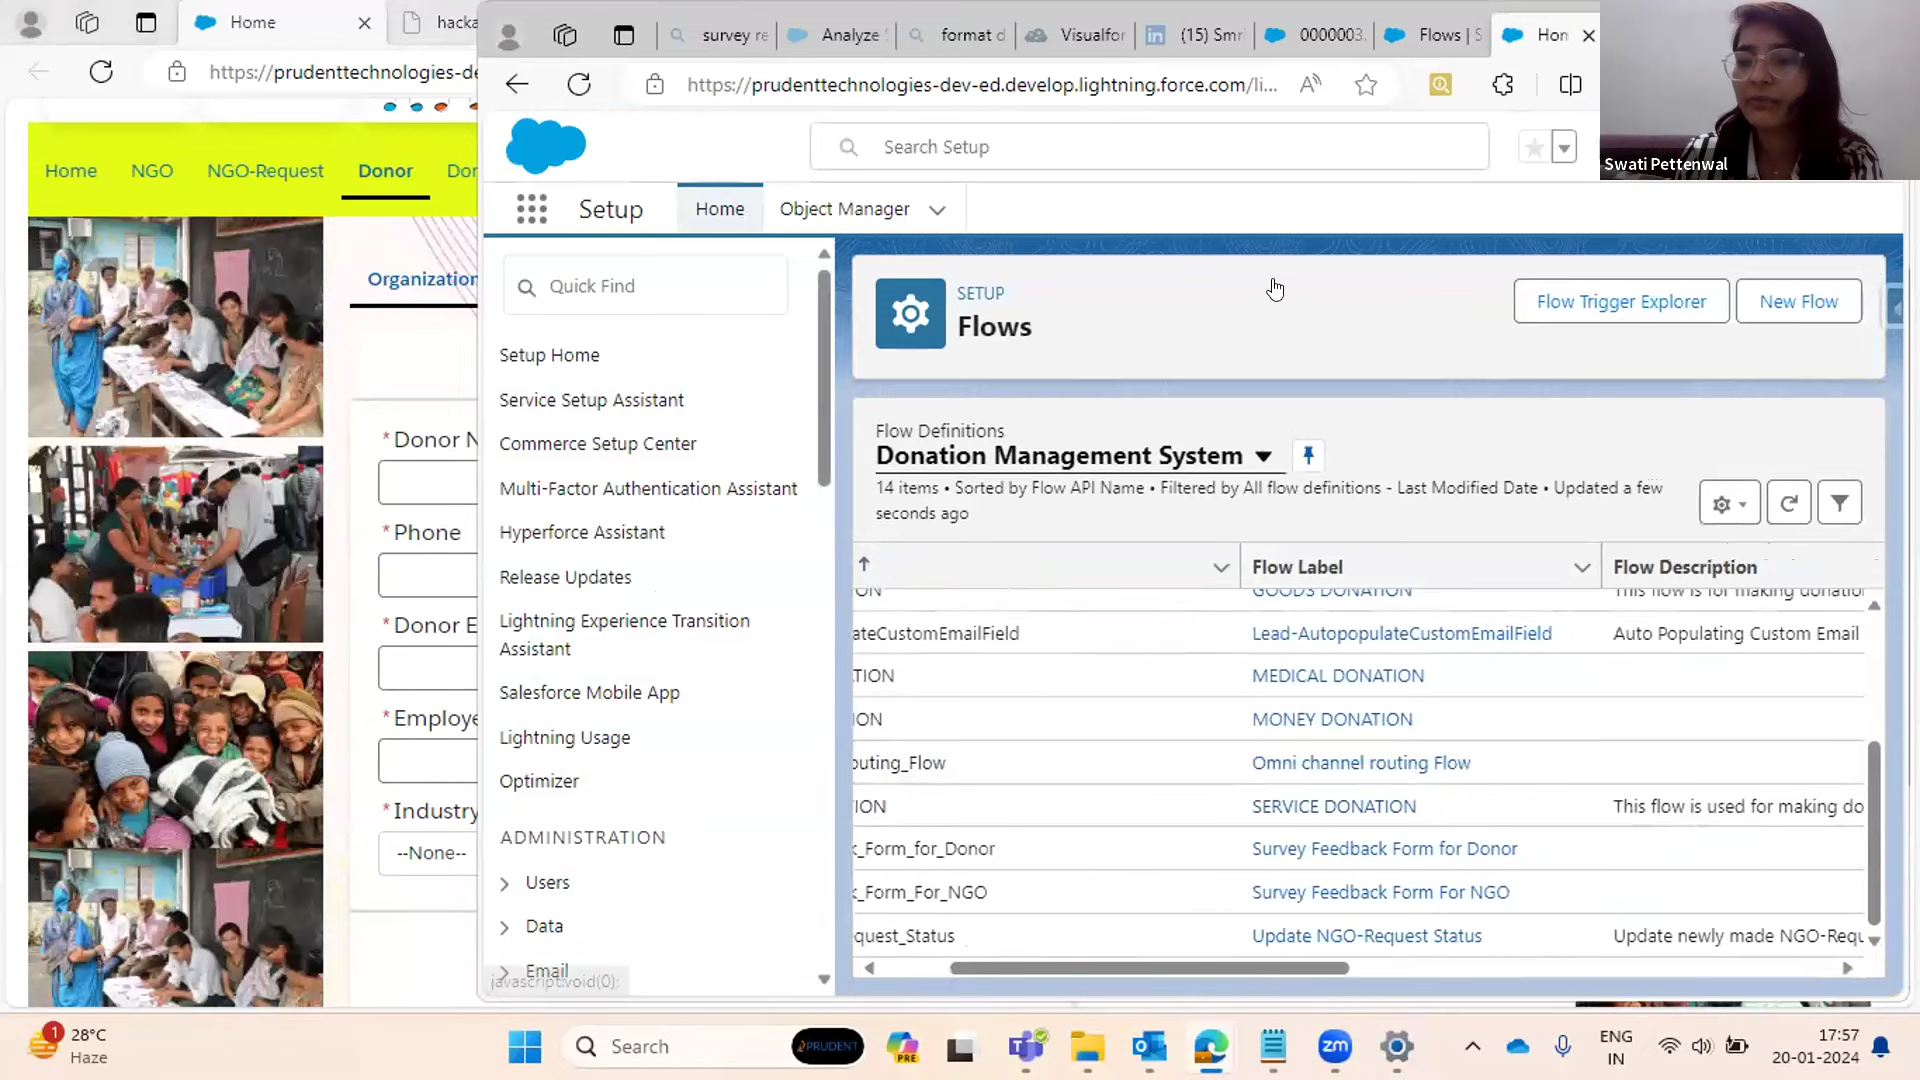 Home
hacka
https://prudenttechnologies-de
Home
NGO
NGO-Request
Donor
Don
Organization
*Donor N
*Phone
*Donor E
*Employe
*Industry
--None--
survey re
Analyze
format d
Visualfor
(15) Smr
0000003.
Flows | S
Hon
https://prudenttechnologies-dev-ed.develop.lightning.force.com/li...
Search Setup
Swati Pettenwal
Setup
Home
Object Manager
Quick Find
Setup Home
Service Setup Assistant
Commerce Setup Center
Multi-Factor Authentication Assistant
Hyperforce Assistant
Release Updates
Lightning Experience Transition
Assistant
Salesforce Mobile App
Lightning Usage
Optimizer
ADMINISTRATION
Users
Data
Email
javascript:void(0);
SETUP
Flows
Flow Trigger Explorer
New Flow
Flow Definitions
Donation Management System
14 items • Sorted by Flow API Name • Filtered by All flow definitions - Last Modified Date • Updated a few
seconds ago
Flow Label
Flow Description
ON GOODS DONATION This flow is for making donation
ateCustomEmailField Lead-AutopopulateCustomEmailField Auto Populating Custom Email
TION MEDICAL DONATION
ION MONEY DONATION
outing_Flow Omni channel routing Flow
ION SERVICE DONATION This flow is used for making do
k_Form_for_Donor Survey Feedback Form for Donor
k_Form_For_NGO Survey Feedback Form For NGO
quest_Status Update NGO-Request Status Update newly made NGO-Requ
1
28°C
Haze
Search
PRUDENT
PRE
zm
ENG
IN
17:57
20-01-2024